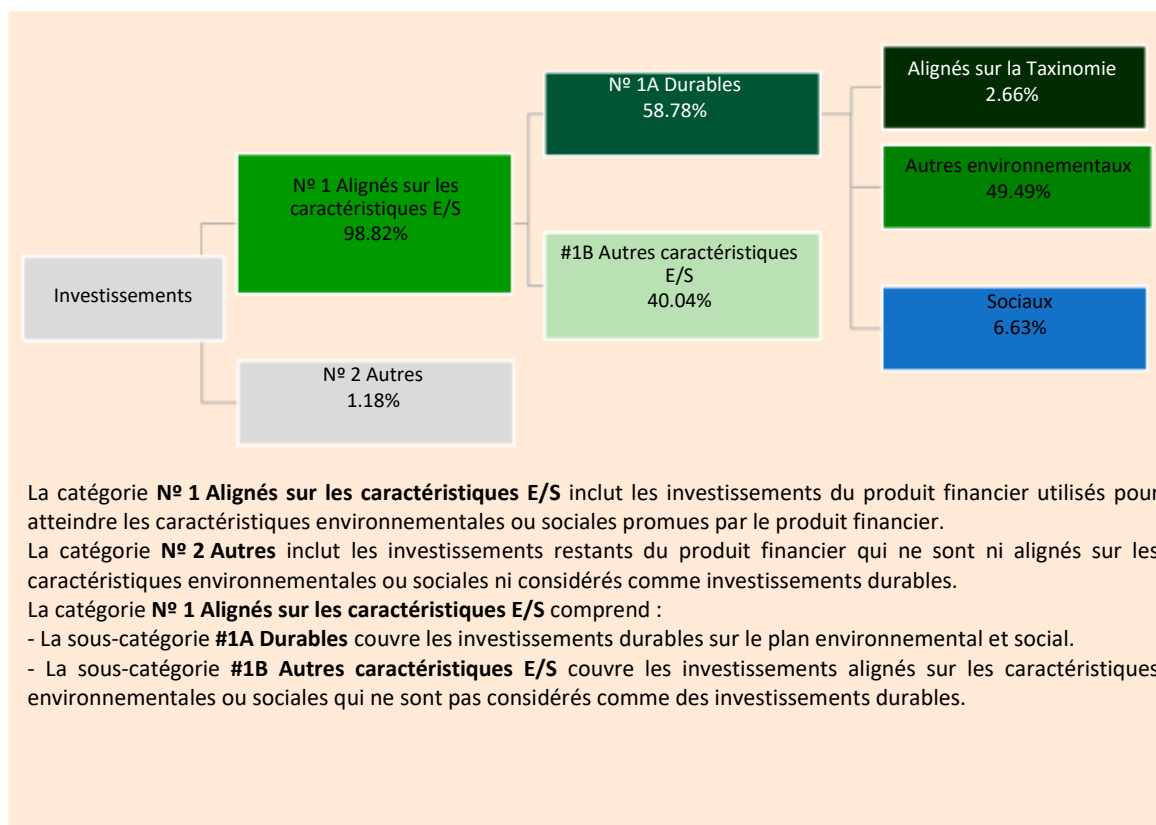 Investissements
Nº 1 Alignés sur les
caractéristiques E/S
98.82%
Nº 2 Autres
1.18%
Nº 1A Durables
58.78%
#1B Autres caractéristiques
E/S
40.04%
Alignés sur la Taxinomie
2.66%
Autres environnementaux
49.49%
Sociaux
6.63%
La catégorie Nº 1 Alignés sur les caractéristiques E/S inclut les investissements du produit financier utilisés pour
atteindre les caractéristiques environnementales ou sociales promues par le produit financier.
La catégorie Nº 2 Autres inclut les investissements restants du produit financier qui ne sont ni alignés sur les
caractéristiques environnementales ou sociales ni considérés comme investissements durables.
La catégorie Nº 1 Alignés sur les caractéristiques E/S comprend :
- La sous-catégorie #1A Durables couvre les investissements durables sur le plan environnemental et social.
- La sous-catégorie #1B Autres caractéristiques E/S couvre les investissements alignés sur les caractéristiques
environnementales ou sociales qui ne sont pas considérés comme des investissements durables.